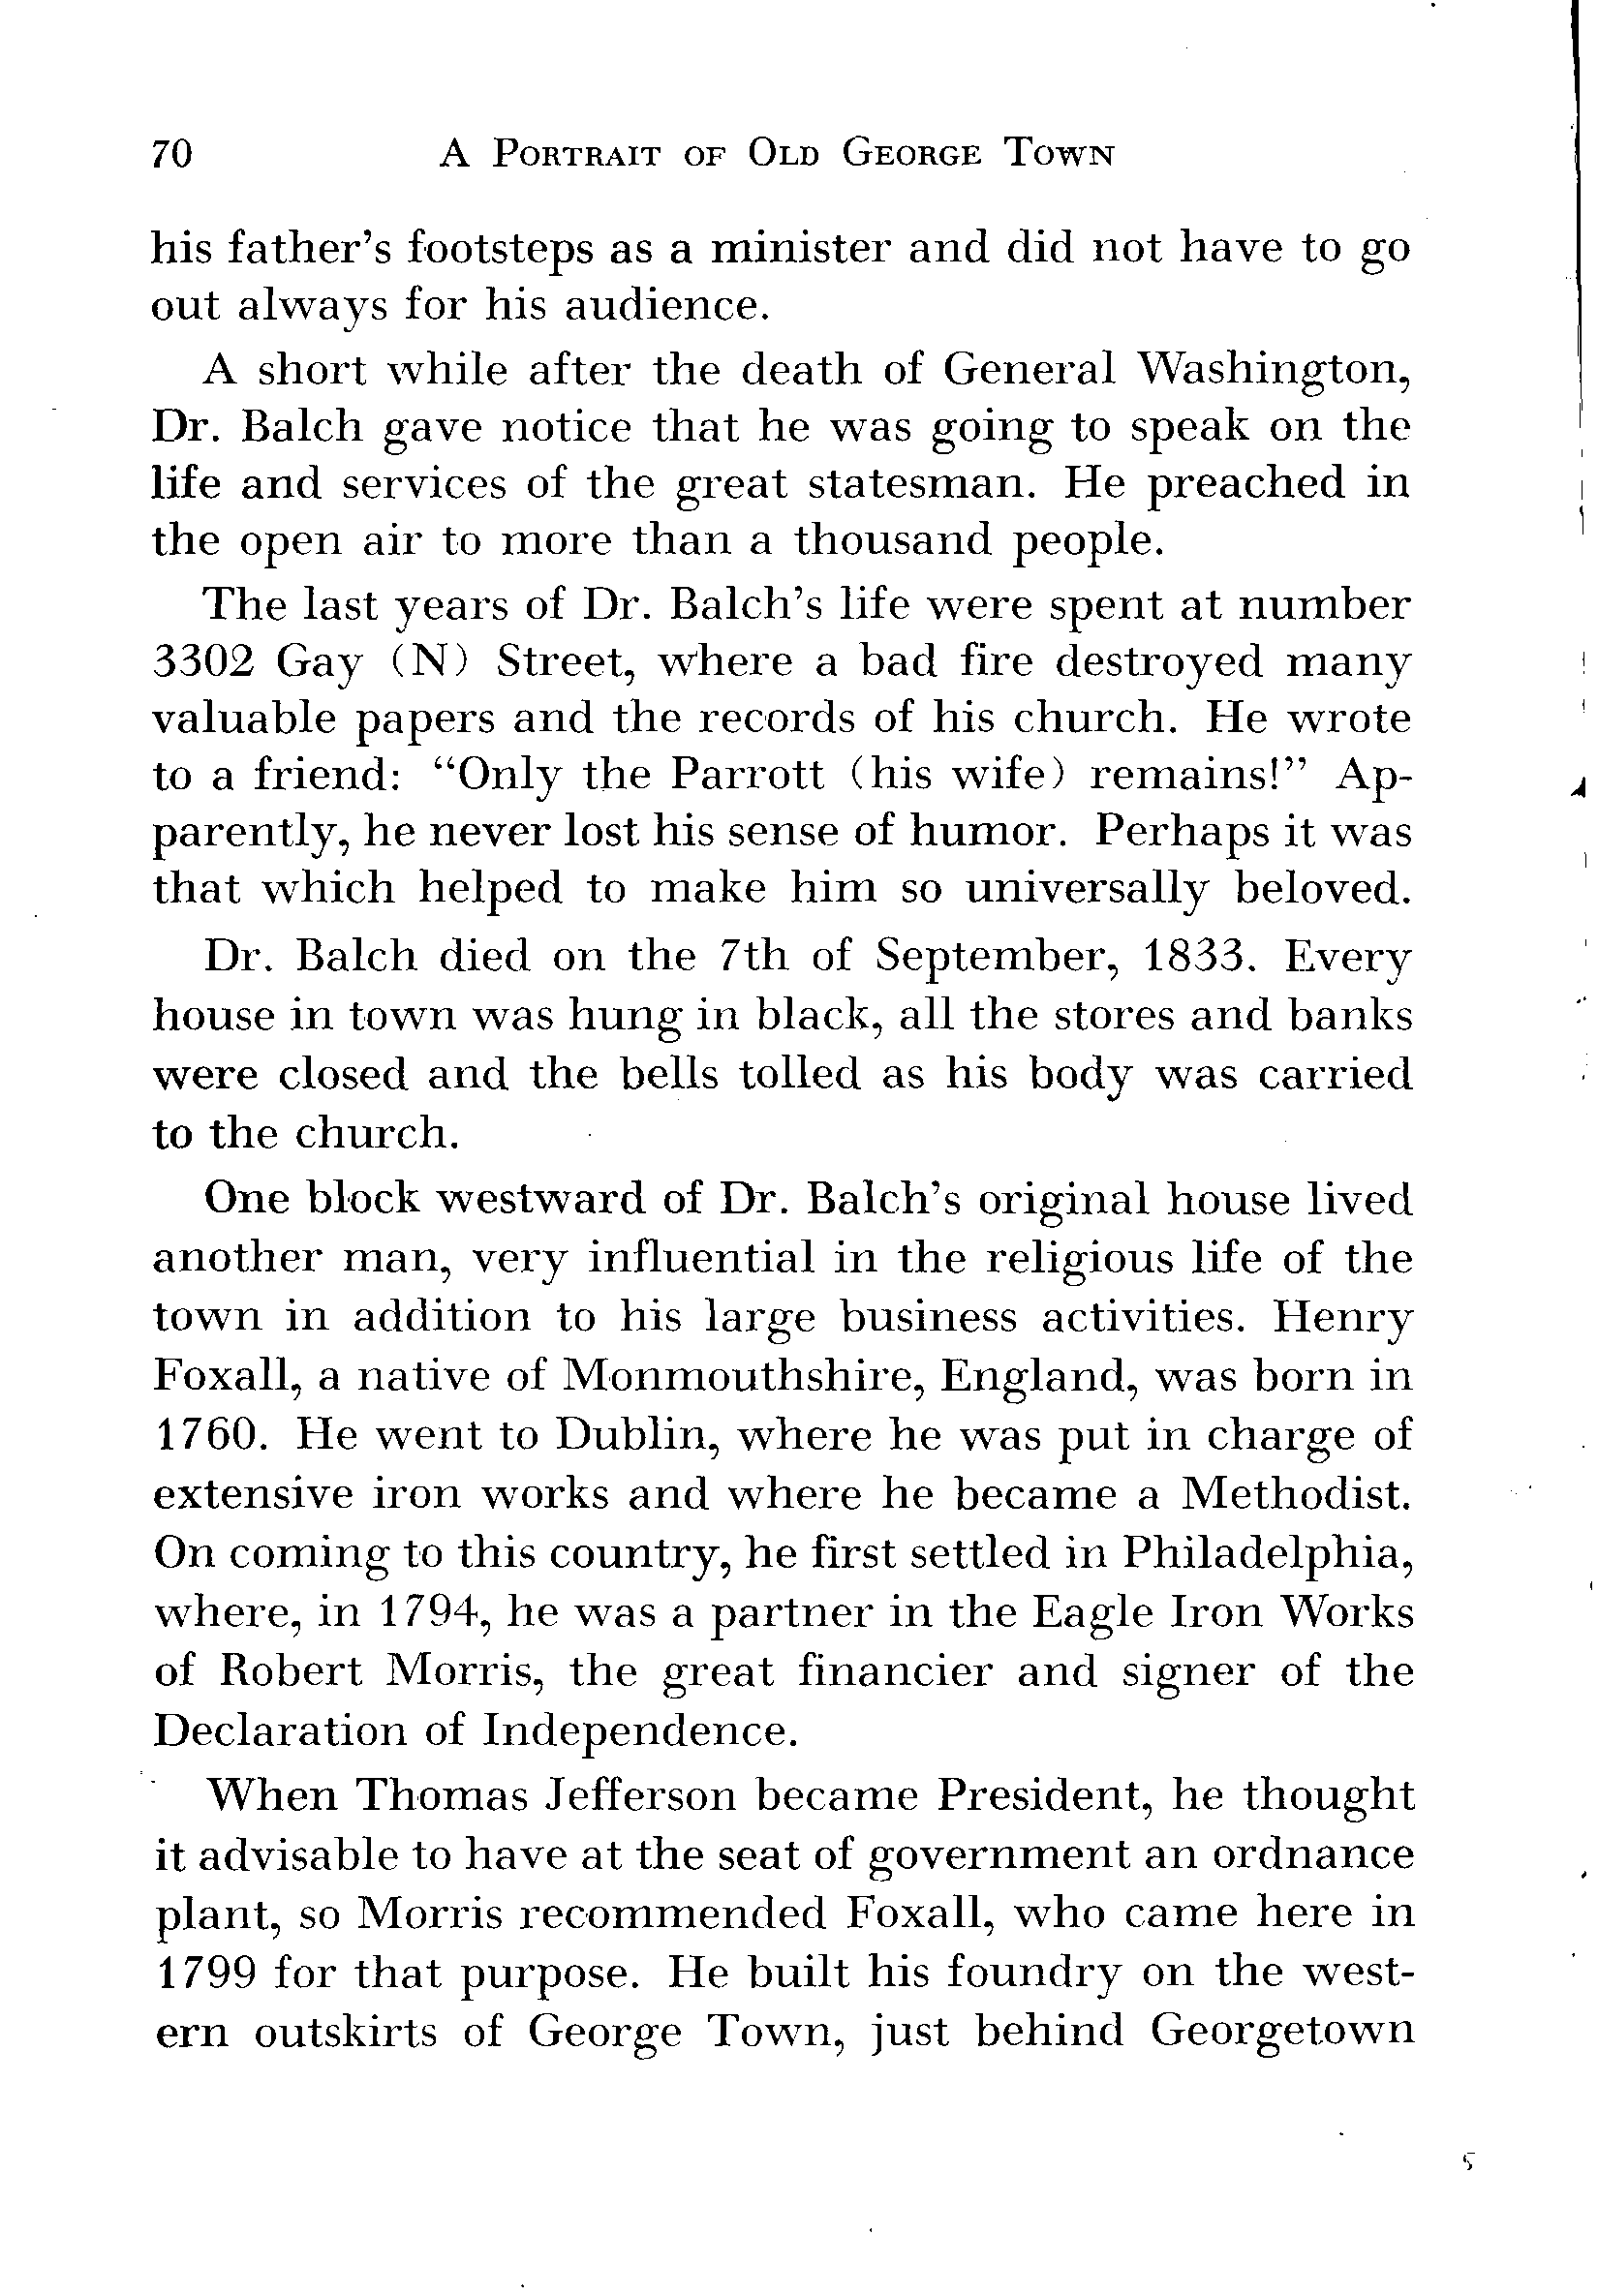 70 A Portrait of Old George Town
his father's footsteps as a minister and did not have to go
out always for his audience.
A short while after the death of General Washington,
Dr. Balch gave notice that he was going to speak on the
life and services of the great statesman. He preached in
the open air to more than a thousand people.
The last years of Dr. Balch's life were spent at number
3302 Gay (N) Street, where a bad fire destroyed many
valuable papers and the records of his church. He wrote
to a friend: “Only the Parrott (his wife) remains!” Ap-
parently, he never lost his sense of humor. Perhaps it was
that which helped to make him so universally beloved.
Dr. Balch died on the 7th of September, 1833. Every
house in town was hung in black, all the stores and banks
were closed and the bells tolled as his body was carried
to the church.
One block westward of Dr. Balch's original house lived
another man, very influential in the religious life of the
town in addition to his large business activities. Henry
Foxall, a native of Monmouthshire, England, was born in
1760. He went to Dublin, where he was put in charge of
extensive iron works and where he became a Methodist.
On coming to this country, he first settled in Philadelphia,
where, in 1794, he was a partner in the Eagle Iron Works
of Robert Morris, the great financier and signer of the
Declaration of Independence.
When Thomas Jefferson became President, he thought
it advisable to have at the seat of government an ordnance
plant, so Morris recommended Foxall, who came here in
1799 for that purpose. He built his foundry on the west-
ern outskirts of George Town, just behind Georgetown